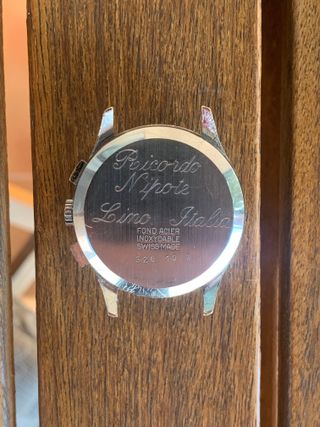 Ricordo
Nipote
Lino Italia
FOND ACIER
INOXYDABLE
SWISS MADE